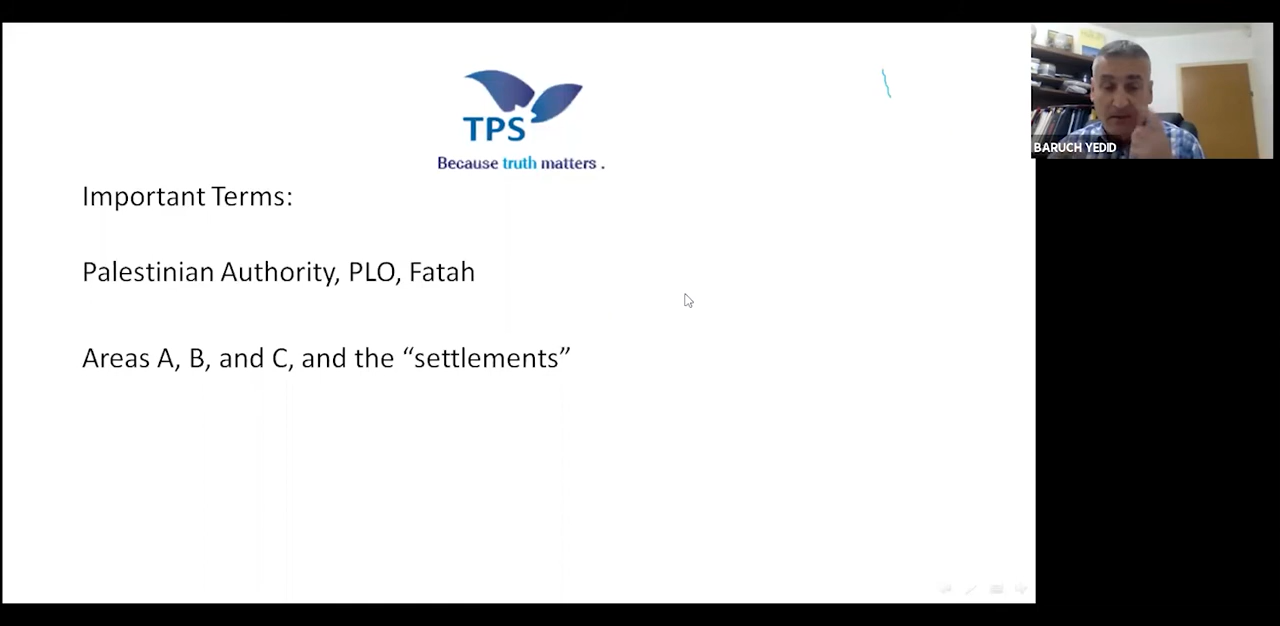 TPS
Because truth matters .
BARUCH YEDID
Important Terms:
Palestinian Authority, PLO, Fatah
Areas A, B, and C, and the “settlements”